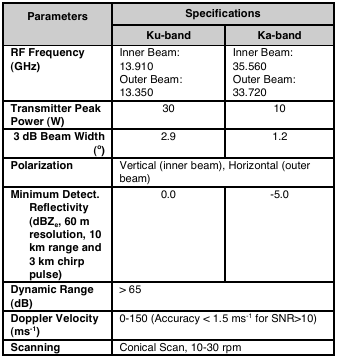 Parameters
Specifications
Ku-band
Ka-band
RF Frequency
(GHz)
Inner Beam:
13.910
Outer Beam:
13.350
Inner Beam:
35.560
Outer Beam:
33.720
Transmitter Peak
Power (W)
30
10
3 dB Beam Width
(°)
2.9
1.2
Polarization
Vertical (inner beam), Horizontal (outer
beam)
Minimum Detect.
Reflectivity
(dBZe, 60 m
resolution, 10
km range and
3 km chirp
pulse)
0.0
-5.0
Dynamic Range
(dB)
> 65
Doppler Velocity
(ms-1)
0-150 (Accuracy < 1.5 ms-1 for SNR>10)
Scanning
Conical Scan, 10-30 rpm